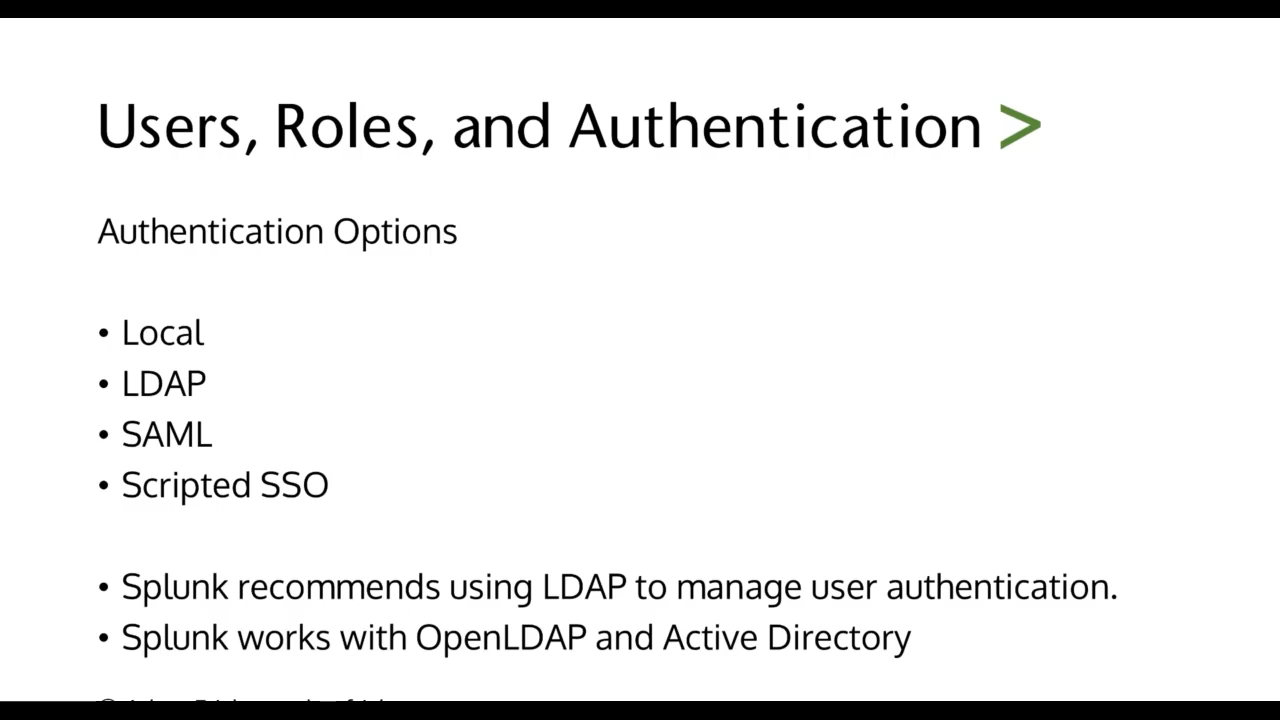 Users, Roles, and Authentication >
Authentication Options
• Local
• LDAP
• SAML
• Scripted SSO
• Splunk recommends using LDAP to manage user authentication.
• Splunk works with OpenLDAP and Active Directory